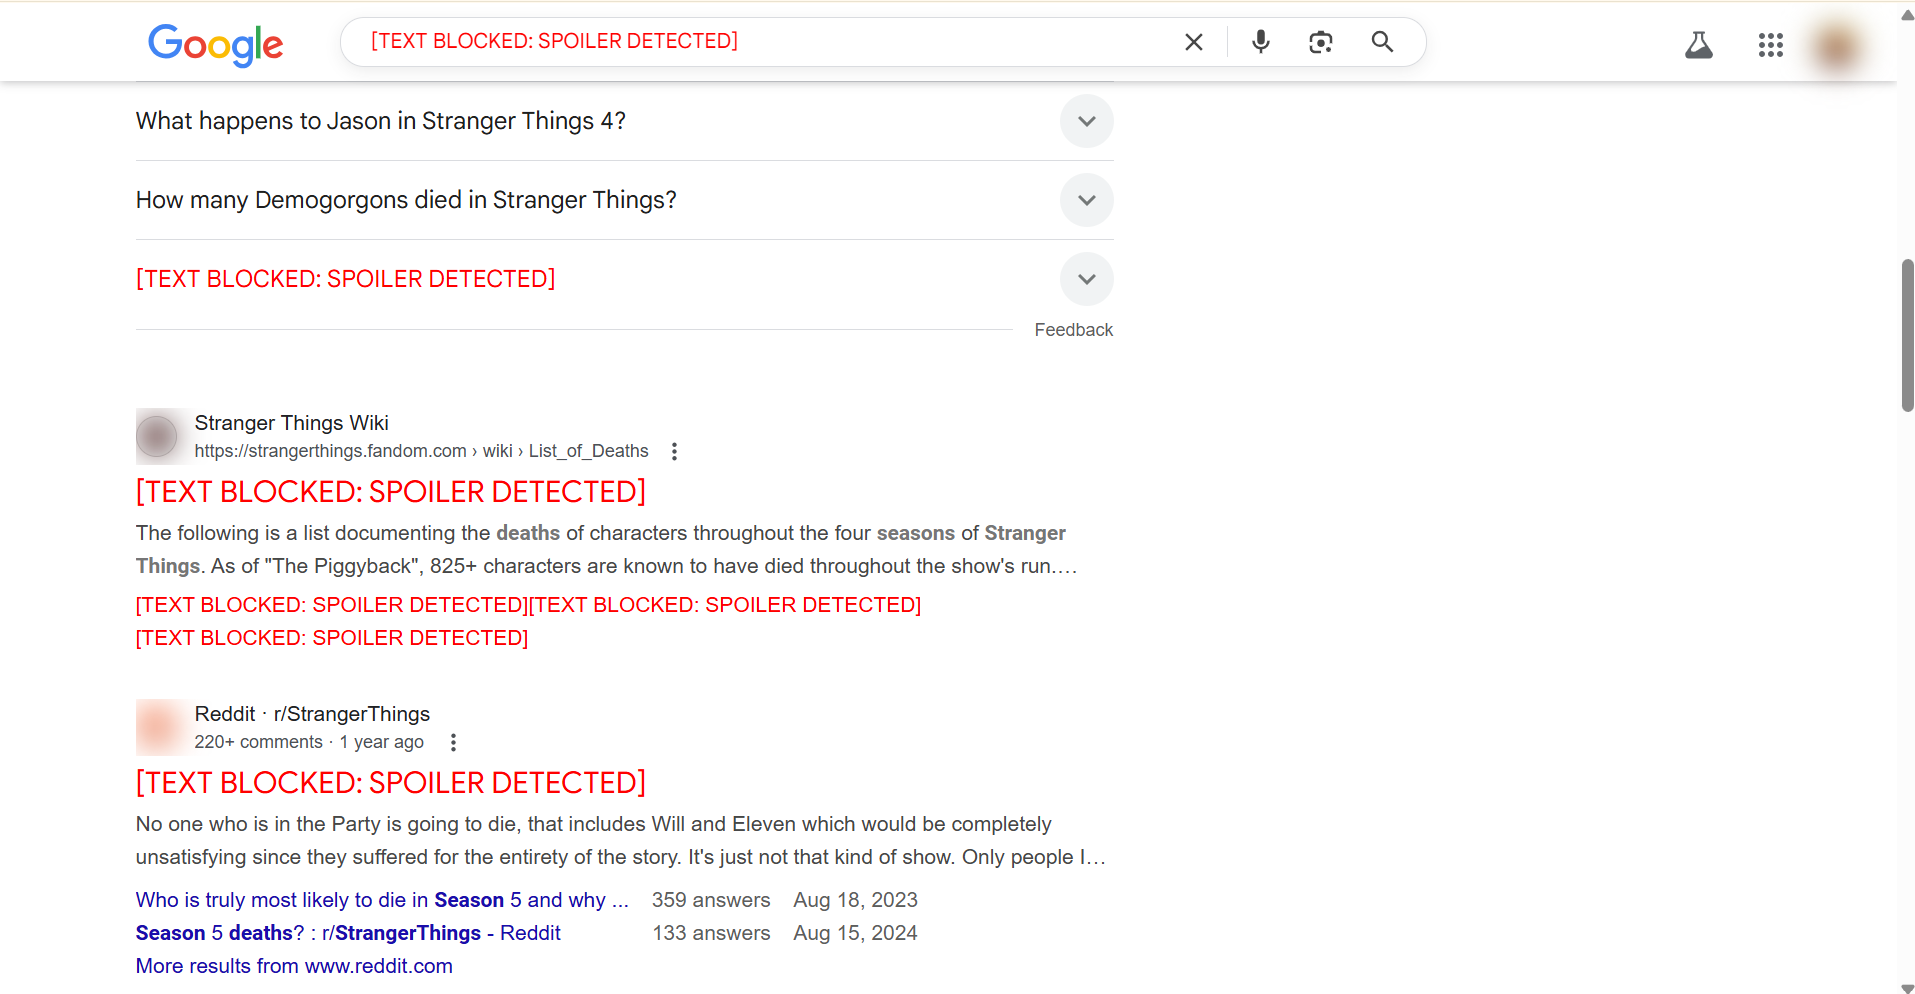 Google
[TEXT BLOCKED: SPOILER DETECTED]
What happens to Jason in Stranger Things 4?
How many Demogorgons died in Stranger Things?
[TEXT BLOCKED: SPOILER DETECTED]
Feedback
Stranger Things Wiki
https://strangerthings.fandom.com › wiki › List_of_Deaths
[TEXT BLOCKED: SPOILER DETECTED]
The following is a list documenting the deaths of characters throughout the four seasons of Stranger
Things. As of "The Piggyback", 825+ characters are known to have died throughout the show's run....
[TEXT BLOCKED: SPOILER DETECTED][TEXT BLOCKED: SPOILER DETECTED]
[TEXT BLOCKED: SPOILER DETECTED]
Reddit · r/StrangerThings
220+ comments · 1 year ago
[TEXT BLOCKED: SPOILER DETECTED]
No one who is in the Party is going to die, that includes Will and Eleven which would be completely
unsatisfying since they suffered for the entirety of the story. It's just not that kind of show. Only people I...
Who is truly most likely to die in Season 5 and why ... 359 answers Aug 18, 2023
Season 5 deaths? : r/StrangerThings - Reddit 133 answers Aug 15, 2024
More results from www.reddit.com